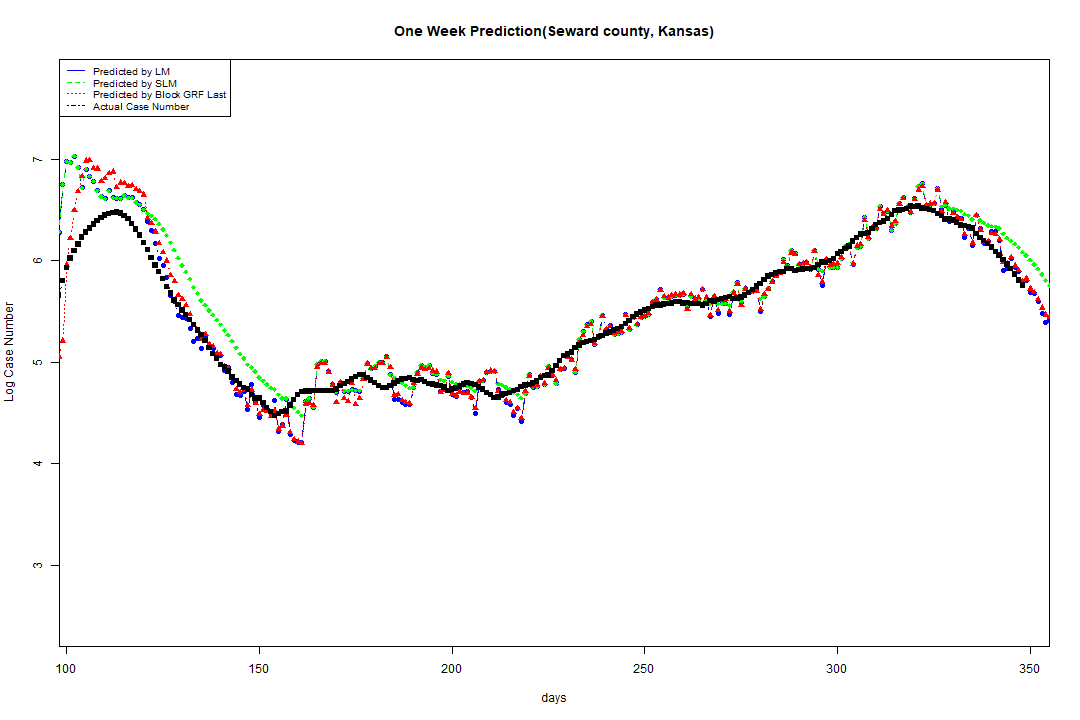 One Week Prediction(Seward county, Kansas)
Predicted by LM
Predicted by SLM
Predicted by Block GRF Last
Actual Case Number
7
6
5
4
3
Log Case Number
100 150 200 250 300 350
days